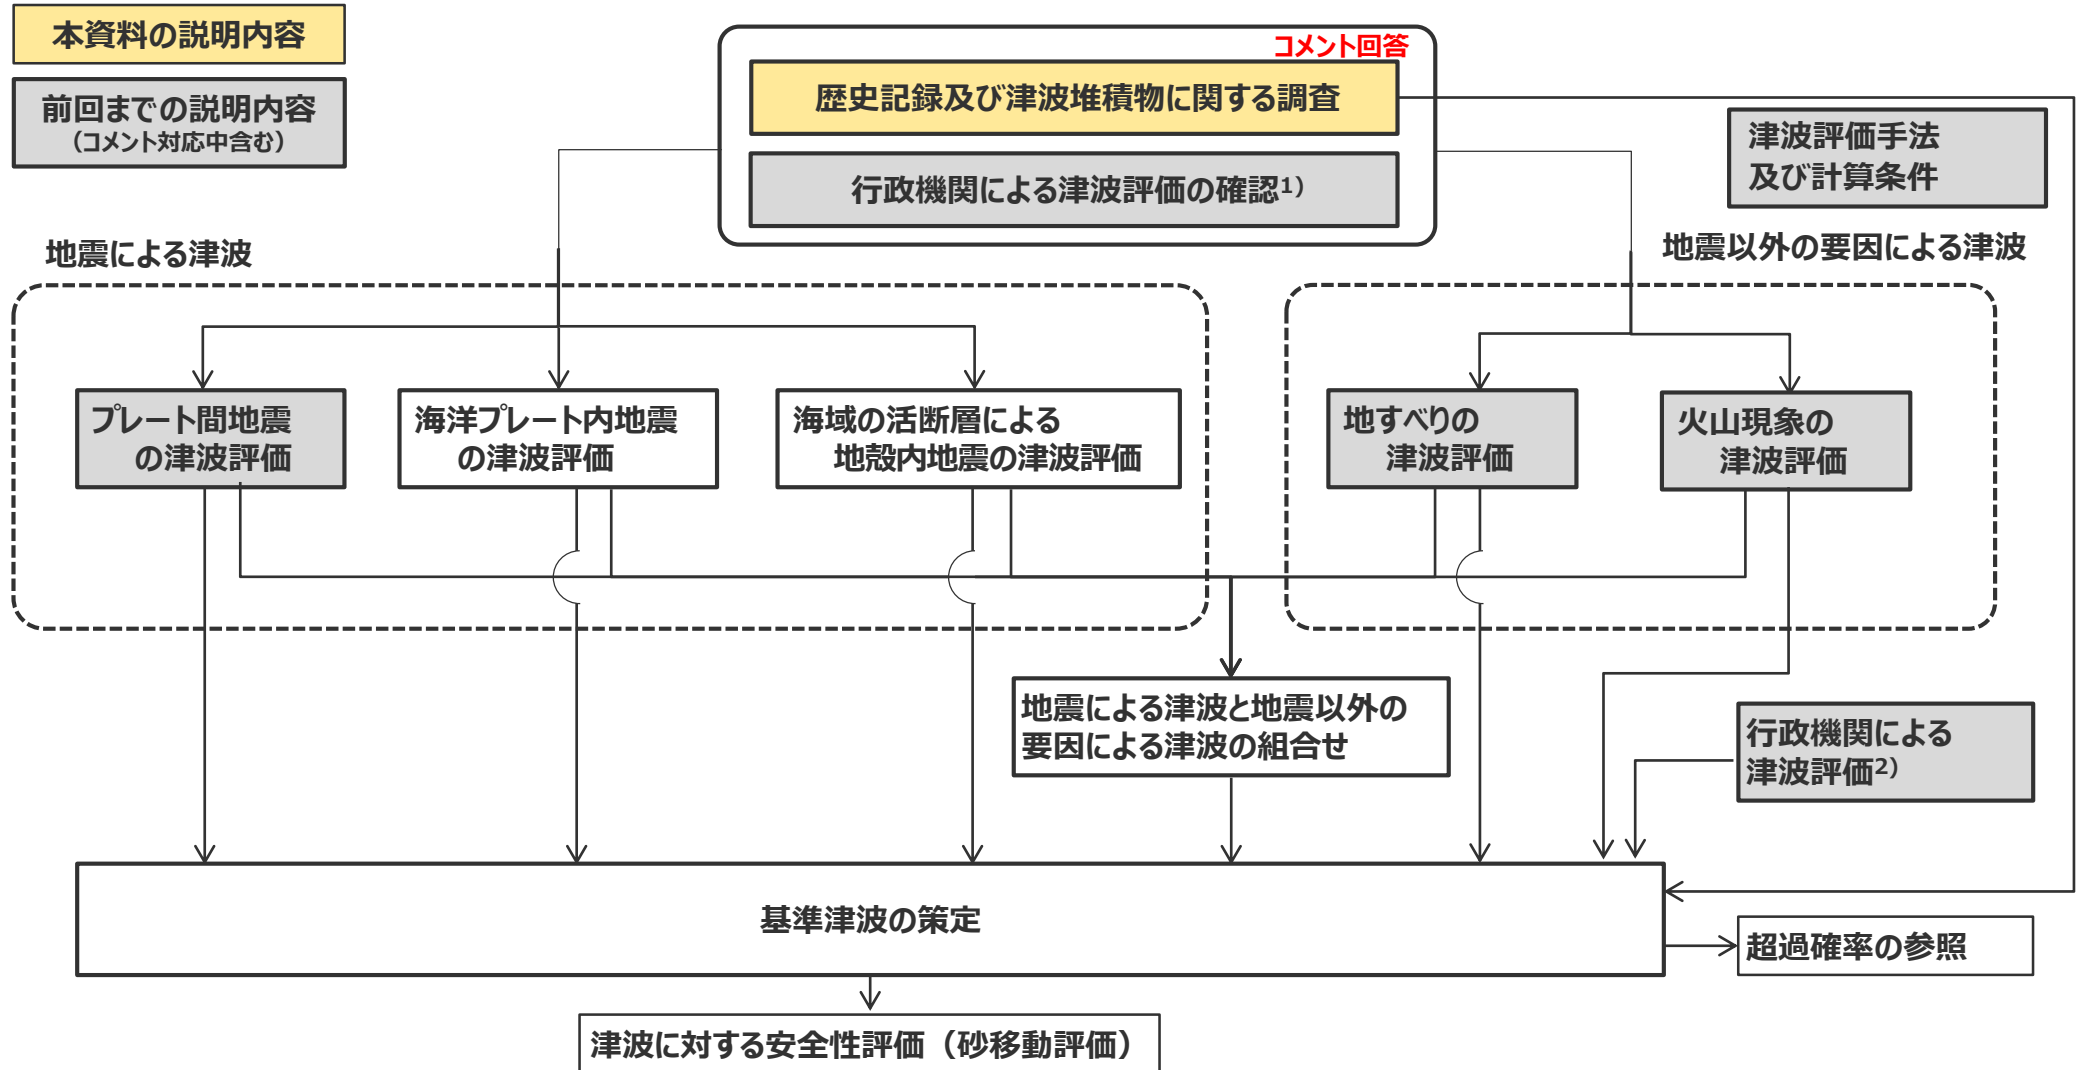 本資料の説明内容
前回までの説明内容
（コメント対応中含む）
コメント回答
歴史記録及び津波堆積物に関する調査
行政機関による津波評価の確認1）
津波評価手法
及び計算条件
地震による津波
地震以外の要因による津波
プレート間地震
の津波評価
海洋プレート内地震
の津波評価
海域の活断層による
地殻内地震の津波評価
地すべりの
津波評価
火山現象の
津波評価
地震による津波と地震以外の
要因による津波の組合せ
行政機関による
津波評価2）
基準津波の策定
超過確率の参照
津波に対する安全性評価（砂移動評価）